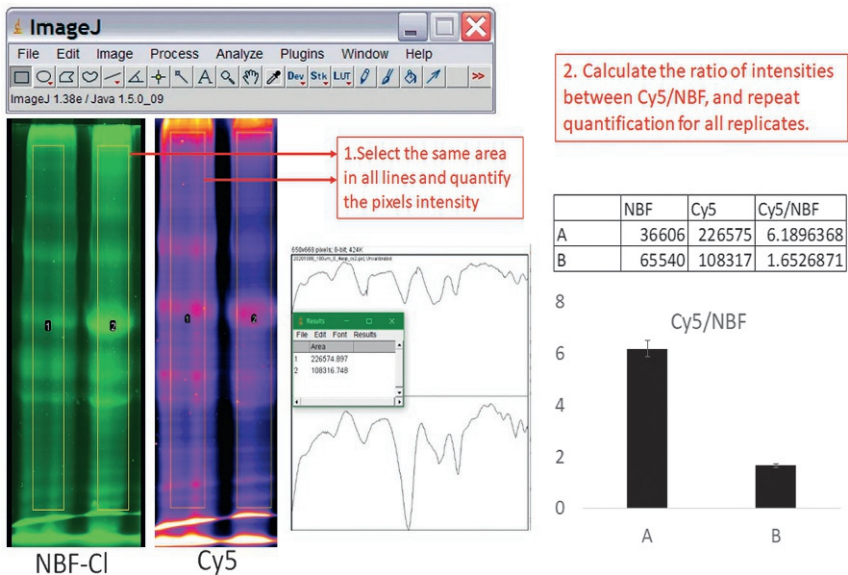 ImageJ
File Edit Image Process Analyze Plugins Window Help
A Dev Stk LUT >>
ImageJ 1.38e / Java 1.5.0_09
2. Calculate the ratio of intensities
between Cy5/NBF, and repeat
quantification for all replicates.
1.Select the same area
in all lines and quantify
the pixels intensity
NBF Cy5 Cy5/NBF
A 36606 226575 6.1896368
B 65540 108317 1.6526871
1 2
1 2
650x668 pixels; 8-bit; 424K
Results
File Edit Font Results
Area
1 226574.897
2 108316.748
Cy5/NBF
8
6
4
2
0
A B
NBF-Cl Cy5